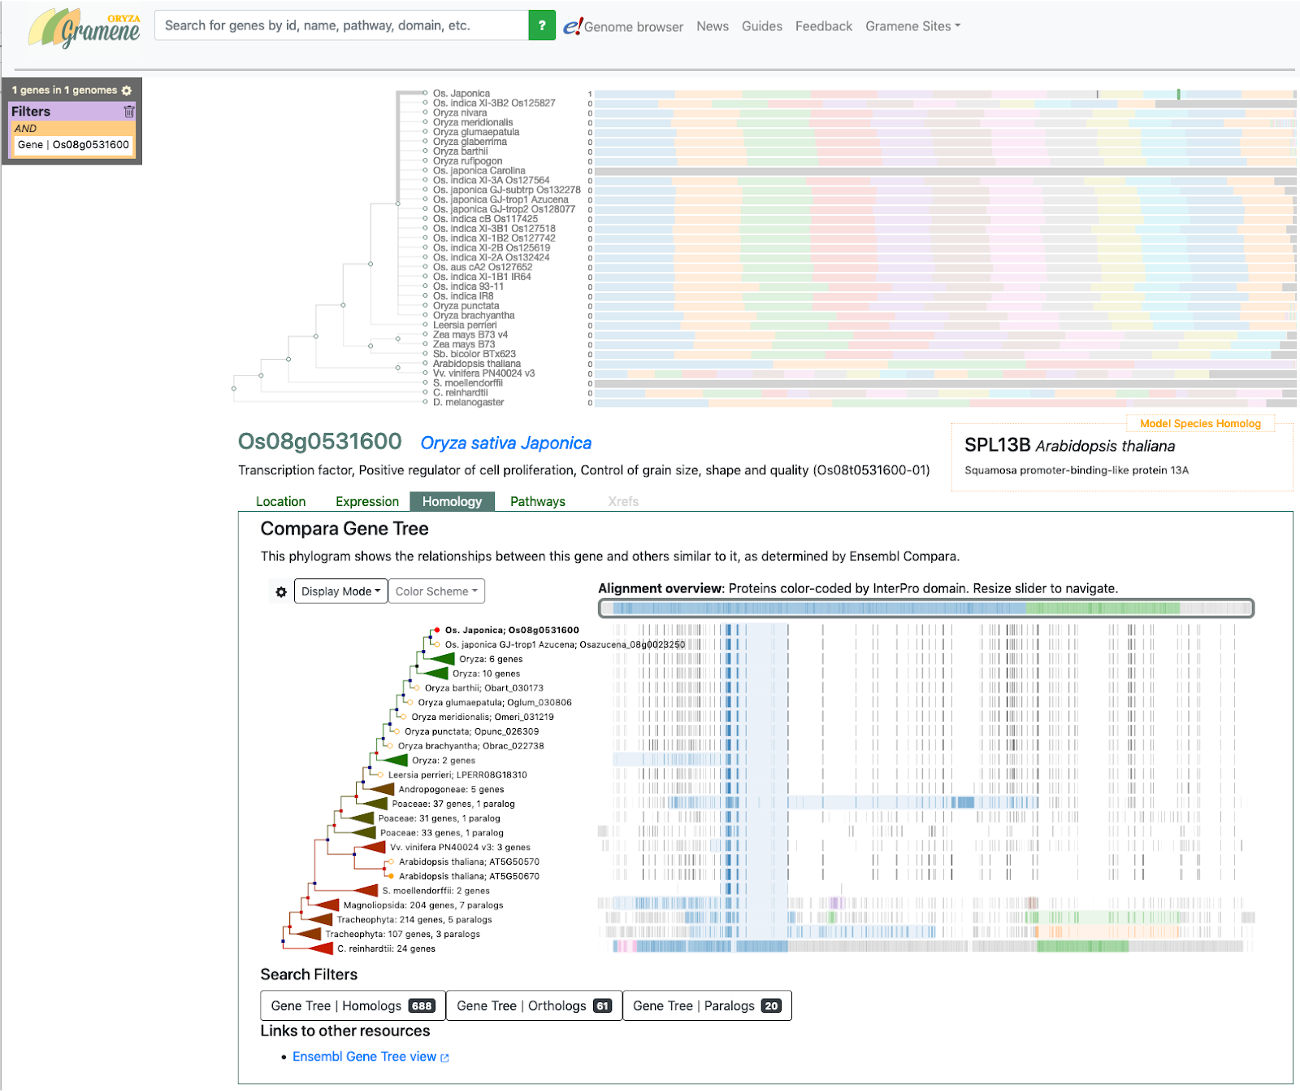 ORYZA
Gramene
Search for genes by id, name, pathway, domain, etc.
?
e! Genome browser
News
Guides
Feedback
Gramene Sites
1 genes in 1 genomes
Filters
AND
Gene | Os08g0531600
Os. Japonica 1
Os. indica XI-3B2 Os125827 0
Oryza nivara 0
Oryza meridionalis 0
Oryza glumaepatula 0
Oryza glaberrima 0
Oryza barthii 0
Oryza rufipogon 0
Os. japonica Carolina 0
Os. indica XI-3A Os127564 0
Os. japonica GJ-subtrp Os132278 0
Os. japonica GJ-trop1 Azucena 0
Os. japonica GJ-trop2 Os128077 0
Os. indica cB Os117425 0
Os. indica XI-3B1 Os127518 0
Os. indica XI-1B2 Os127742 0
Os. indica XI-2B Os125619 0
Os. indica XI-2A Os132424 0
Os. aus cA2 Os127652 0
Os. indica XI-1B1 IR64 0
Os. indica 93-11 0
Os. indica IR8 0
Oryza punctata 0
Oryza brachyantha 0
Leersia perrieri 0
Zea mays B73 v4 0
Zea mays B73 0
Sb. bicolor BTx623 0
Arabidopsis thaliana 0
Vv. vinifera PN40024 v3 0
S. moellendorffii 0
C. reinhardtii 0
D. melanogaster 0
Os08g0531600 Oryza sativa Japonica
Transcription factor, Positive regulator of cell proliferation, Control of grain size, shape and quality (Os08t0531600-01)
Model Species Homolog
SPL13B Arabidopsis thaliana
Squamosa promoter-binding-like protein 13A
Location
Expression
Homology
Pathways
Xrefs
Compara Gene Tree
This phylogram shows the relationships between this gene and others similar to it, as determined by Ensembl Compara.
Display Mode
Color Scheme
Alignment overview: Proteins color-coded by InterPro domain. Resize slider to navigate.
Os. Japonica; Os08g0531600
Os. japonica GJ-trop1 Azucena; Osazucena_08g0023250
Oryza: 6 genes
Oryza: 10 genes
Oryza barthii; Obart_030173
Oryza glumaepatula; Oglum_030806
Oryza meridionalis; Omeri_031219
Oryza punctata; Opunc_026309
Oryza brachyantha; Obrac_022738
Oryza: 2 genes
Leersia perrieri; LPERR08G18310
Andropogoneae: 5 genes
Poaceae: 37 genes, 1 paralog
Poaceae: 31 genes, 1 paralog
Poaceae: 33 genes, 1 paralog
Vv. vinifera PN40024 v3: 3 genes
Arabidopsis thaliana; AT5G50570
Arabidopsis thaliana; AT5G50670
S. moellendorffii: 2 genes
Magnoliopsida: 204 genes, 7 paralogs
Tracheophyta: 214 genes, 5 paralogs
Tracheophyta: 107 genes, 3 paralogs
C. reinhardtii: 24 genes
Search Filters
Gene Tree | Homologs 688
Gene Tree | Orthologs 61
Gene Tree | Paralogs 20
Links to other resources
• Ensembl Gene Tree view